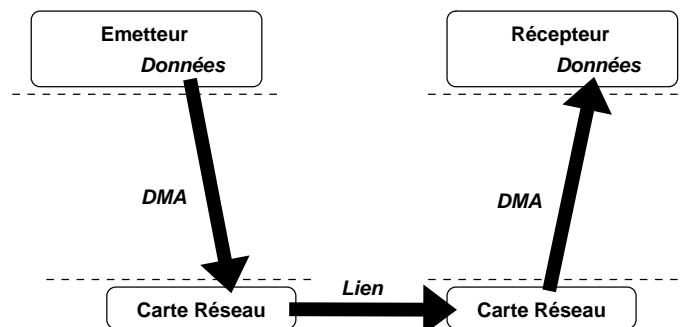 Emetteur
Données
Récepteur
Données
DMA
DMA
Lien
Carte Réseau
Carte Réseau